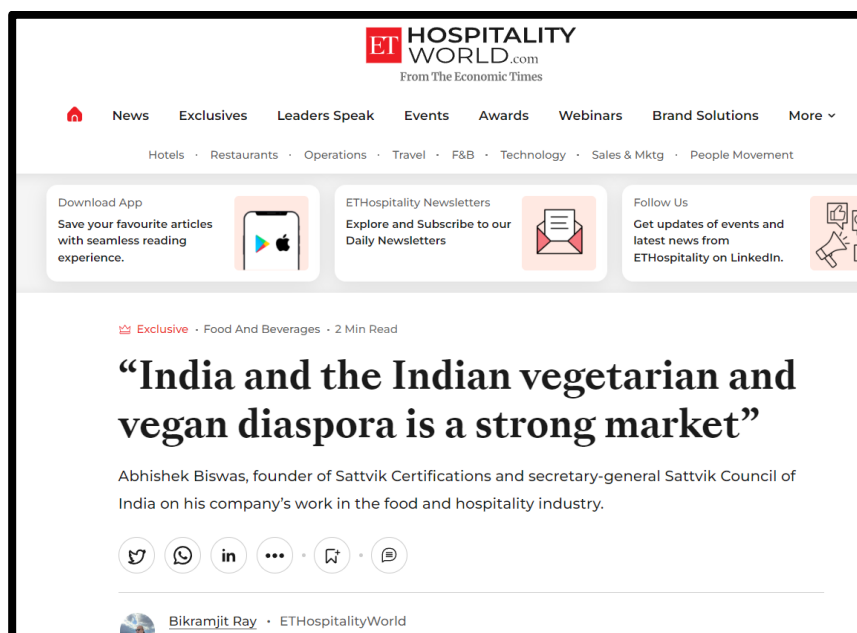 ET HOSPITALITY
WORLD.com
From The Economic Times
News Exclusives Leaders Speak Events Awards Webinars Brand Solutions More
Hotels · Restaurants · Operations · Travel · F&B · Technology · Sales & Mktg · People Movement
Download App
Save your favourite articles
with seamless reading
experience.
ETHospitality Newsletters
Explore and Subscribe to our
Daily Newsletters
Follow Us
Get updates of events and
latest news from
ETHospitality on LinkedIn.
Exclusive · Food And Beverages · 2 Min Read
“India and the Indian vegetarian and
vegan diaspora is a strong market”
Abhishek Biswas, founder of Sattvik Certifications and secretary-general Sattvik Council of
India on his company’s work in the food and hospitality industry.
in
Bikramjit Ray · ETHospitalityWorld